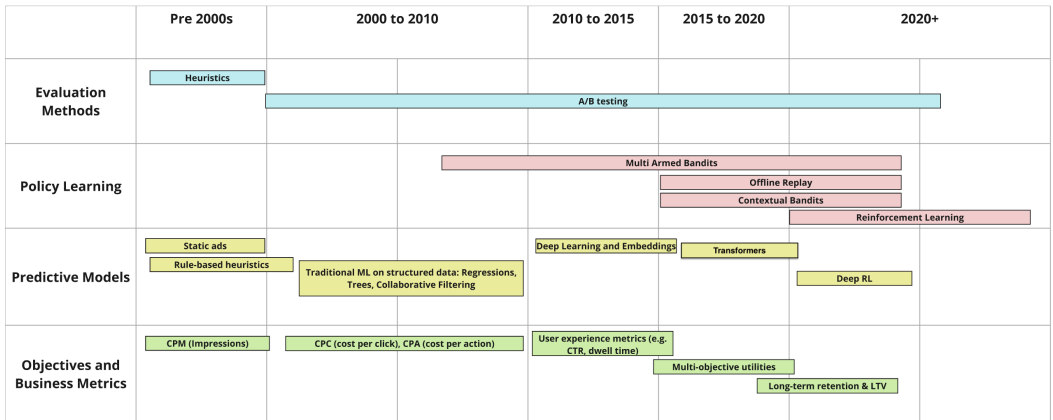 Pre 2000s
2000 to 2010
2010 to 2015
2015 to 2020
2020+
Evaluation
Methods
Heuristics
A/B testing
Policy Learning
Multi Armed Bandits
Offline Replay
Contextual Bandits
Reinforcement Learning
Predictive Models
Static ads
Rule-based heuristics
Traditional ML on structured data: Regressions,
Trees, Collaborative Filtering
Deep Learning and Embeddings
Transformers
Deep RL
Objectives and
Business Metrics
CPM (Impressions)
CPC (cost per click), CPA (cost per action)
User experience metrics (e.g.
CTR, dwell time)
Multi-objective utilities
Long-term retention & LTV